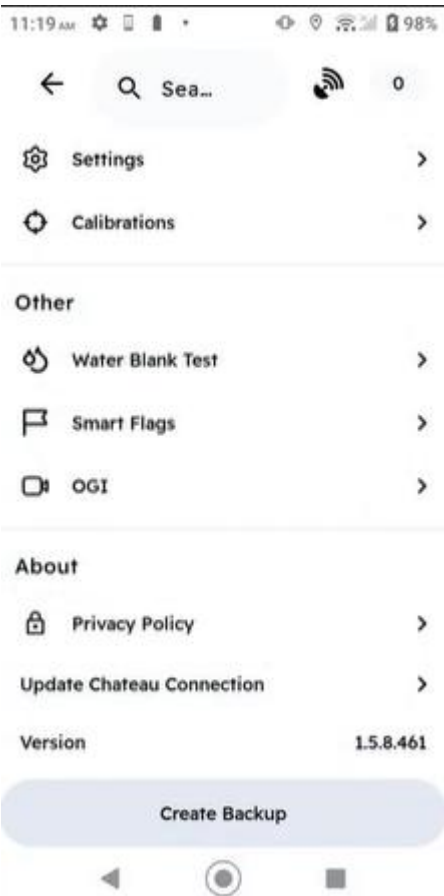 11:19 AM 98%
Sea... 0
Settings
Calibrations
Other
Water Blank Test
Smart Flags
OGI
About
Privacy Policy
Update Chateau Connection
Version 1.5.8.461
Create Backup